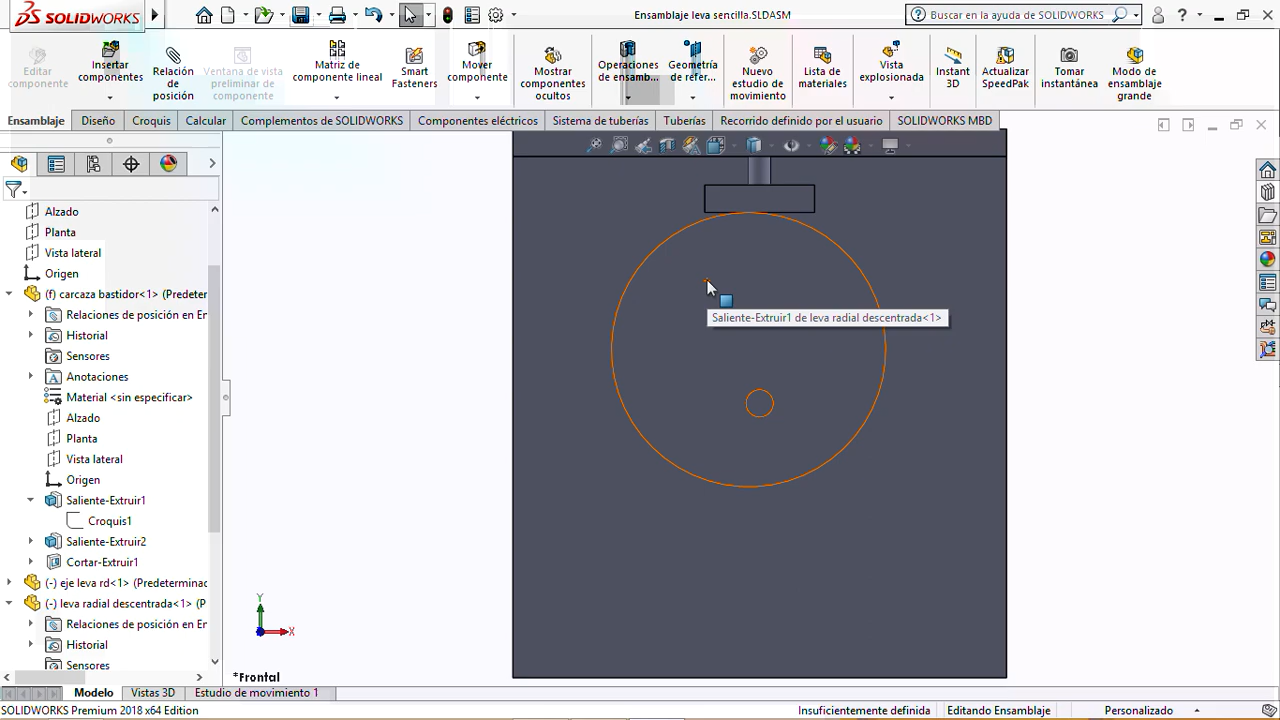 SOLIDWORKS
Ensamblaje leva sencilla.SLDASM
Buscar en la ayuda de SOLIDWORKS
?
Editar
componente
Insertar
componentes
Relación
de
posición
Ventana de vista
preliminar de
componente
Matriz de
componente lineal
Smart
Fasteners
Mover
componente
Mostrar
componentes
ocultos
Operaciones
de ensamb...
Geometría
de refer...
Nuevo
estudio de
movimiento
Lista de
materiales
Vista
explosionada
Instant
3D
Actualizar
SpeedPak
Tomar
instantánea
Modo de
ensamblaje
grande
Ensamblaje
Diseño
Croquis
Calcular
Complementos de SOLIDWORKS
Componentes eléctricos
Sistema de tuberías
Tuberías
Recorrido definido por el usuario
SOLIDWORKS MBD
Alzado
Planta
Vista lateral
Origen
(f) carcaza bastidor<1> (Predeter
Relaciones de posición en En
Historial
Sensores
Anotaciones
Material <sin especificar>
Alzado
Planta
Vista lateral
Origen
Saliente-Extruir1
Croquis1
Saliente-Extruir2
Cortar-Extruir1
(-) eje leva rd<1> (Predeterminac
(-) leva radial descentrada<1> (P
Relaciones de posición en En
Historial
Sensores
Saliente-Extruir1 de leva radial descentrada<1>
Y
X
*Frontal
Modelo
Vistas 3D
Estudio de movimiento 1
SOLIDWORKS Premium 2018 x64 Edition
Insuficientemente definida
Editando Ensamblaje
Personalizado